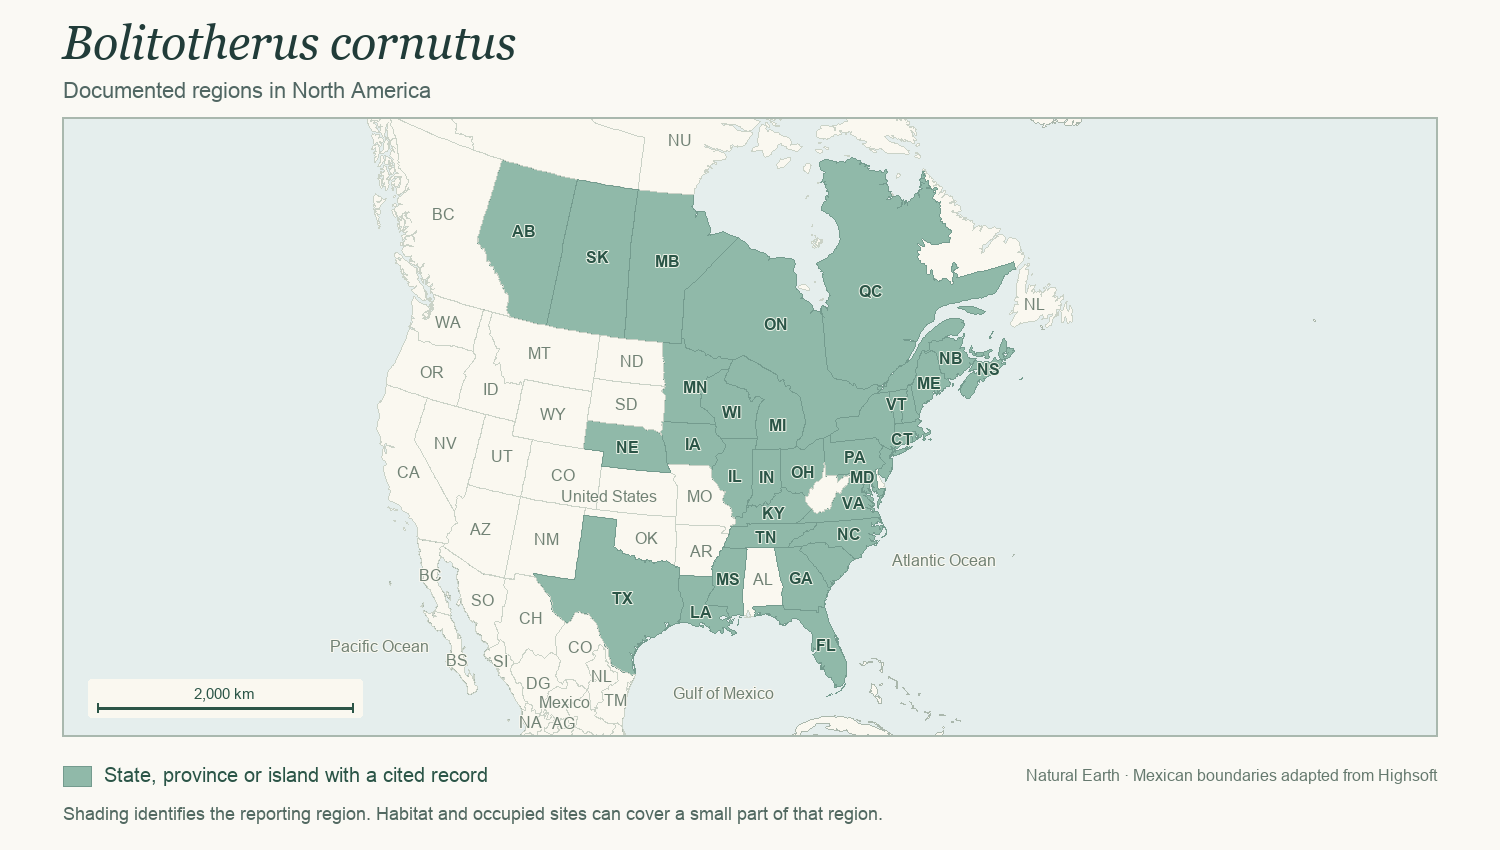 Bolitotherus cornutus
Documented regions in North America
NU
BC
AB
SK
MB
QC
ON
NL
WA
MT
ND
OR
ID
SD
WY
MN
WI
MI
NB
NS
ME
VT
CT
NE
IA
NV
UT
CO
CA
United States
MO
IL
IN
OH
PA
MD
VA
KY
AZ
NM
OK
AR
TN
NC
Atlantic Ocean
BC
SO
CH
TX
LA
MS
AL
GA
FL
Pacific Ocean
BS
SI
CO
DG
NL
Mexico
TM
NA
AG
Gulf of Mexico
2,000 km
State, province or island with a cited record
Natural Earth · Mexican boundaries adapted from Highsoft
Shading identifies the reporting region. Habitat and occupied sites can cover a small part of that region.